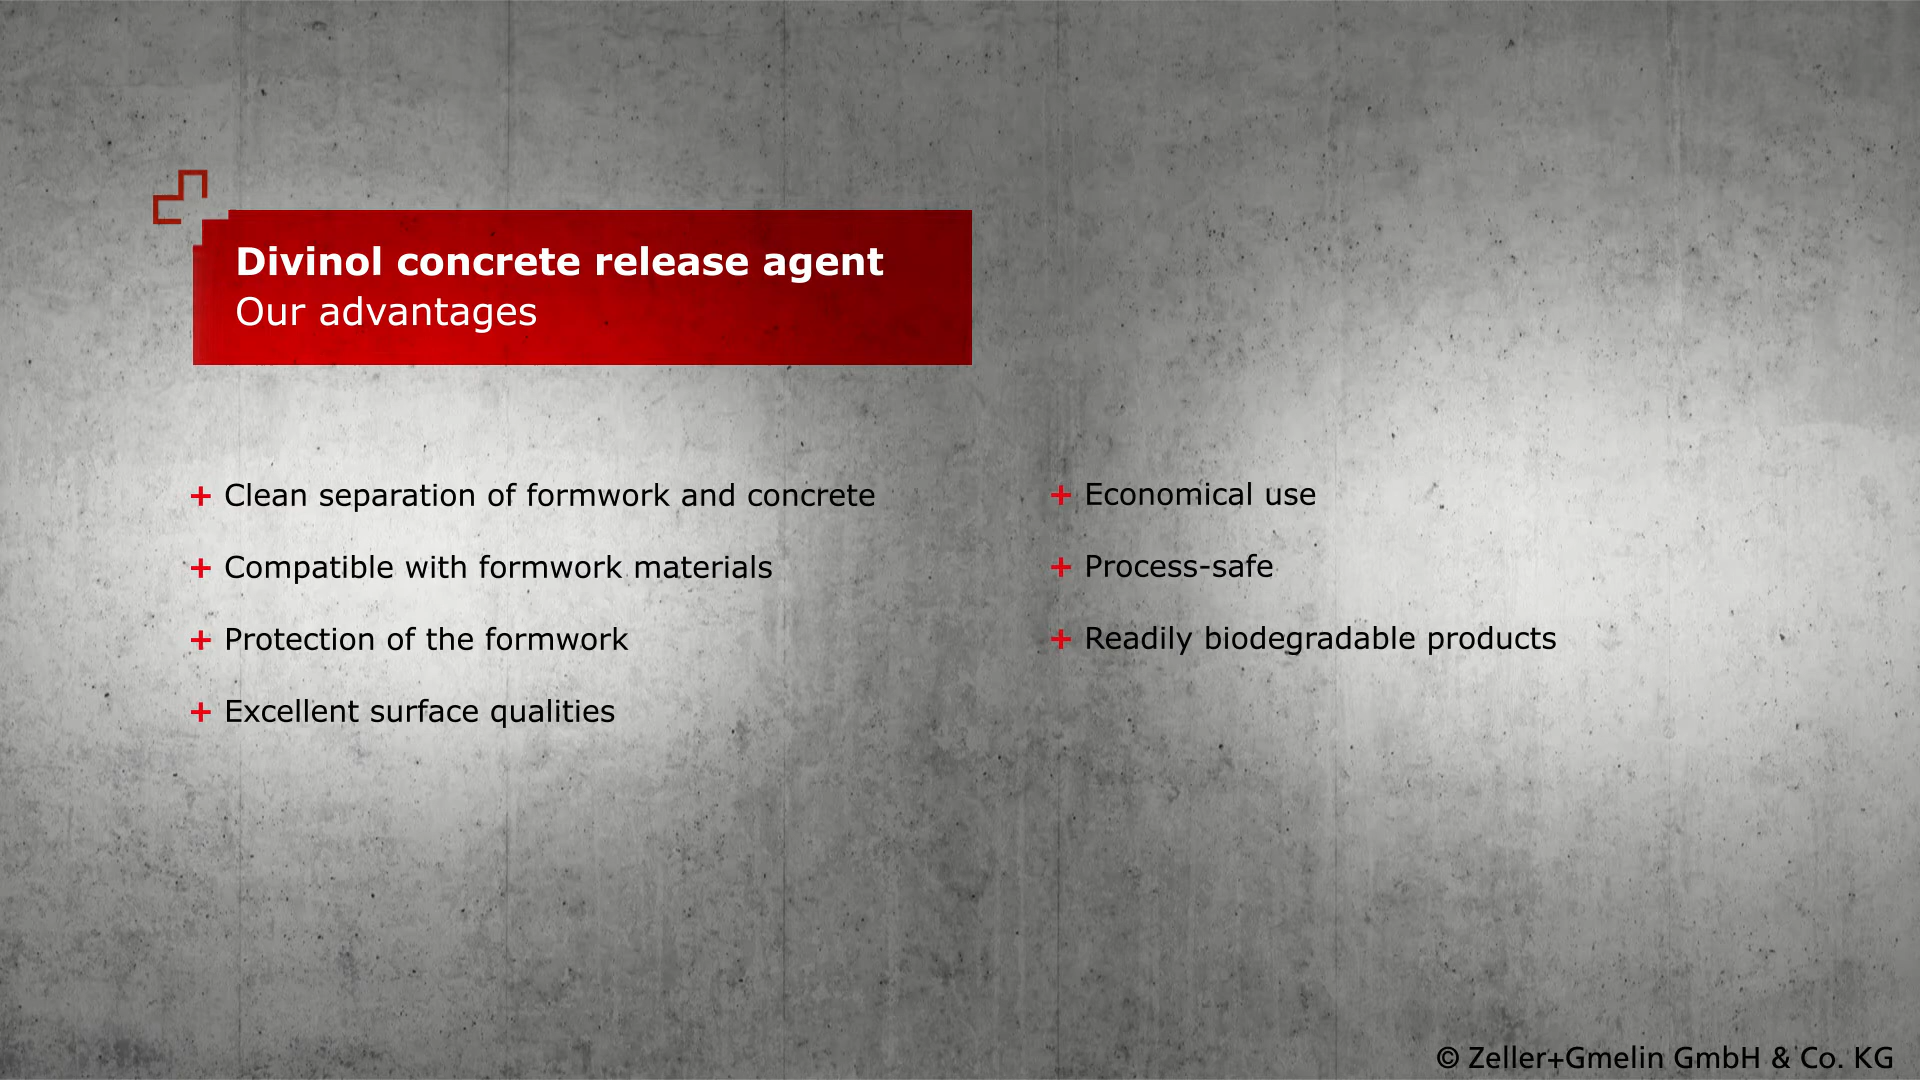 Divinol concrete release agent
Our advantages
+ Clean separation of formwork and concrete
+ Compatible with formwork materials
+ Protection of the formwork
+ Excellent surface qualities
+ Economical use
+ Process-safe
+ Readily biodegradable products
© Zeller+Gmelin GmbH & Co. KG